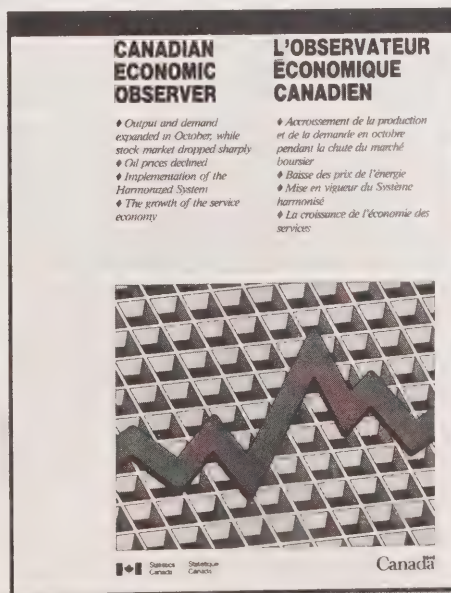 CANADIAN
ECONOMIC
OBSERVER
♦ Output and demand
expanded in October, while
stock market dropped sharply
♦ Oil prices declined
♦ Implementation of the
Harmonized System
♦ The growth of the service
economy
L'OBSERVATEUR
ÉCONOMIQUE
CANADIEN
♦ Accroissement de la production
et de la demande en octobre
pendant la chute du marché
boursier
♦ Baisse des prix de l'énergie
♦ Mise en vigueur du Système
harmonisé
♦ La croissance de l'économie des
services
Statistics
Canada
Statistique
Canada
Canada